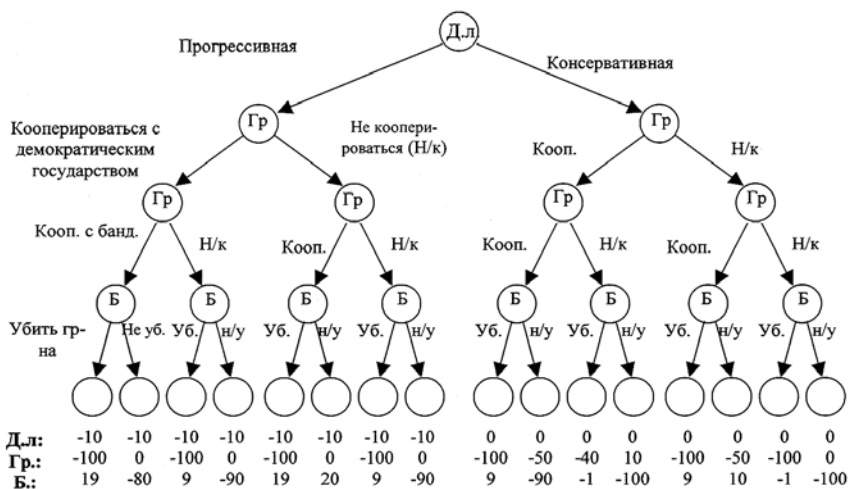 Д.л.
Прогрессивная
Консервативная
Гр
Гр
Кооперироваться с
демократическим
государством
Не коопери-
роваться (Н/к)
Кооп.
Н/к
Гр
Гр
Гр
Гр
Кооп. с банд.
Н/к
Кооп.
Н/к
Кооп.
Н/к
Кооп.
Н/к
Б
Б
Б
Б
Б
Б
Б
Б
Убить гр-
на
Не уб.
Уб.
н/у
Уб.
н/у
Уб.
н/у
Уб.
н/у
Уб.
н/у
Уб.
н/у
Уб.
н/у
Д.л: -10 -10 -10 -10 -10 -10 -10 -10 0 0 0 0 0 0 0 0
Гр.: -100 0 -100 0 -100 0 -100 0 -100 -50 -40 10 -100 -50 -100 0
Б.: 19 -80 9 -90 19 20 9 -90 9 -90 -1 -100 9 10 -1 -100